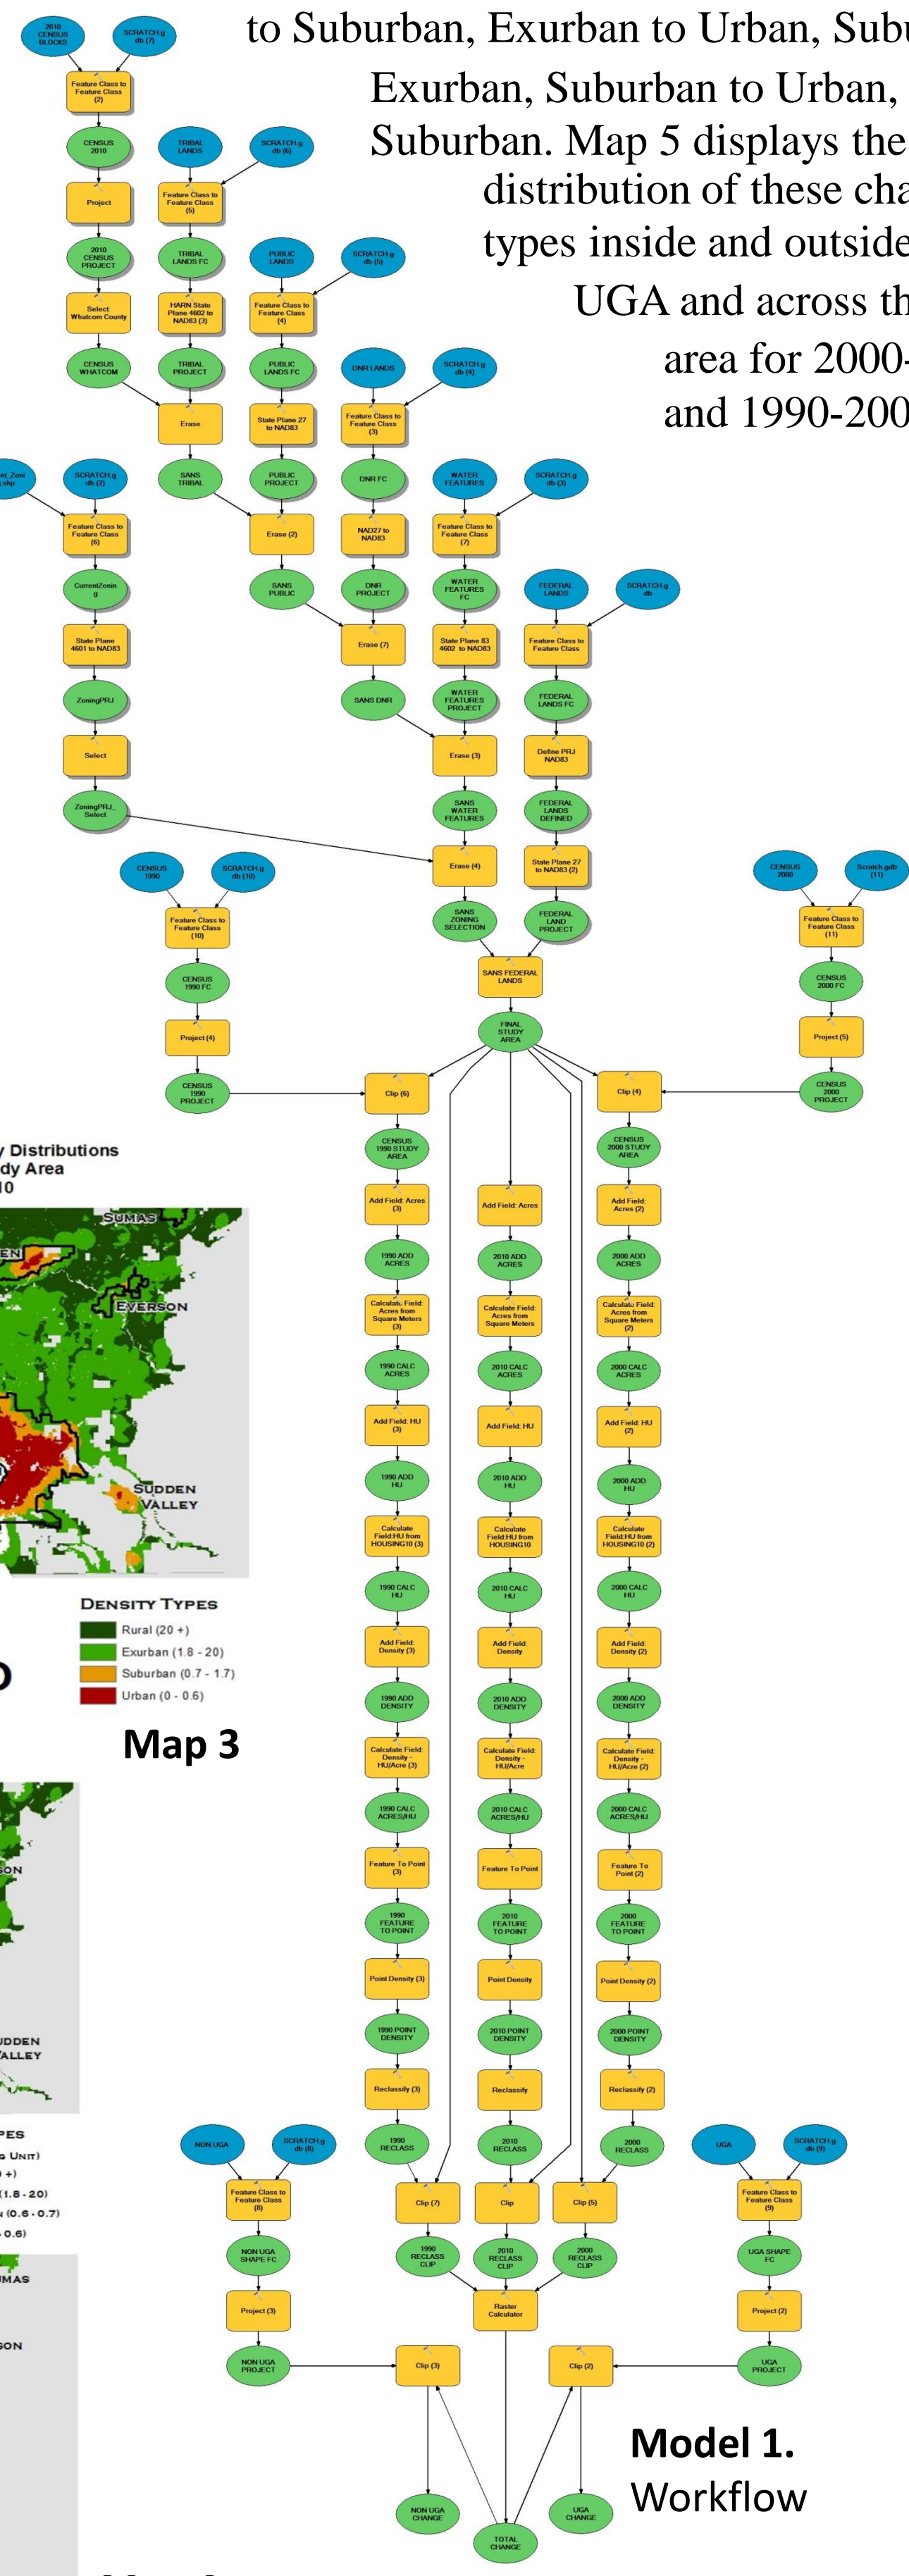 to Suburban, Exurban to Urban,
Exurban, Suburban to Urban,
Suburban. Map 5 displays the
distribution of these
types inside and outside
UGA and across
area for
and
2010
CENSUS
BLOCKS
SCRATCH.g
db (7)
Feature Class to
Feature Class
(2)
CENSUS
2010
Project
2010
CENSUS
PROJECT
Select:
Whatcom County
CENSUS
WHATCOM
TRIBAL
LANDS
SCRATCH.g
db (6)
Feature Class to
Feature Class
(5)
TRIBAL
LANDS FC
HARN State
Plane 4602 to
NAD83 (3)
TRIBAL
PROJECT
Erase
SANS
TRIBAL
PUBLIC
LANDS
SCRATCH.g
db (5)
Feature Class to
Feature Class
(4)
PUBLIC
LANDS FC
State Plane 27
to NAD83
PUBLIC
PROJECT
Erase (2)
SANS
PUBLIC
DNR LANDS
SCRATCH.g
db (4)
Feature Class to
Feature Class
(3)
DNR FC
NAD27 to
NAD83
DNR
PROJECT
Erase (7)
SANS DNR
WATER
FEATURES
SCRATCH.g
db (3)
Feature Class to
Feature Class
(7)
WATER
FEATURES
FC
State Plane 83
4602 to NAD83
WATER
FEATURES
PROJECT
Erase (3)
SANS
WATER
FEATURES
Erase (4)
SANS
ZONING
SELECTION
FEDERAL
LANDS
SCRATCH.g
db
Feature Class to
Feature Class
FEDERAL
LANDS FC
Define PRJ
NAD83
FEDERAL
LANDS
DEFINED
State Plane 27
to NAD83 (2)
FEDERAL
LAND
PROJECT
SCRATCH.g
db (2)
Feature Class to
Feature Class
(6)
CurrentZonin
g
State Plane
4601 to NAD83
ZoningPRJ
Select
ZoningPRJ_
Select
SANS FEDERAL
LANDS
FINAL
STUDY
AREA
CENSUS
1990
SCRATCH.g
db (10)
Feature Class to
Feature Class
(10)
CENSUS
1990 FC
Project (4)
CENSUS
1990
PROJECT
CENSUS
2000
Scratch gdb
(11)
Feature Class to
Feature Class
(11)
CENSUS
2000 FC
Project (5)
CENSUS
2000
PROJECT
Clip (6)
CENSUS
1990 STUDY
AREA
Add Field: Acres
(3)
1990 ADD
ACRES
Calculate Field:
Acres from
Square Meters
(3)
1990 CALC
ACRES
Add Field: HU
(3)
1990 ADD
HU
Calculate
Field:HU from
HOUSING10 (3)
1990 CALC
HU
Add Field:
Density (3)
1990 ADD
DENSITY
Calculate Field:
Density -
HU/Acre (3)
1990 CALC
ACRES/HU
Feature To Point
(3)
1990
FEATURE
TO POINT
Point Density (3)
1990 POINT
DENSITY
Reclassify (3)
1990
RECLASS
Clip (7)
1990
RECLASS
CLIP
Add Field: Acres
2010 ADD
ACRES
Calculate Field:
Acres from
Square Meters
2010 CALC
ACRES
Add Field: HU
2010 ADD
HU
Calculate
Field:HU from
HOUSING10
2010 CALC
HU
Add Field:
Density
2010 ADD
DENSITY
Calculate Field:
Density -
HU/Acre
2010 CALC
ACRES/HU
Feature To Point
2010
FEATURE
TO POINT
Point Density
2010 POINT
DENSITY
Reclassify
2010
RECLASS
Clip
2010
RECLASS
CLIP
Clip (4)
CENSUS
2000 STUDY
AREA
Add Field:
Acres (2)
2000 ADD
ACRES
Calculate Field:
Acres from
Square Meters
(2)
2000 CALC
ACRES
Add Field: HU
(2)
2000 ADD
HU
Calculate
Field:HU from
HOUSING10 (2)
2000 CALC
HU
Add Field:
Density (2)
2000 ADD
DENSITY
Calculate Field:
Density -
HU/Acre (2)
2000 CALC
ACRES/HU
Feature To
Point (2)
2000
FEATURE
TO POINT
Point Density (2)
2000 POINT
DENSITY
Reclassify (2)
2000
RECLASS
Clip (5)
2000
RECLASS
CLIP
Raster
Calculator
NON UGA
SCRATCH.g
db (8)
Feature Class to
Feature Class
(8)
NON UGA
SHAPE FC
Project (3)
NON UGA
PROJECT
Clip (3)
NON UGA
CHANGE
UGA
SCRATCH.g
db (9)
Feature Class to
Feature Class
(9)
UGA SHAPE
FC
Project (2)
UGA
PROJECT
Clip (2)
UGA
CHANGE
TOTAL
CHANGE
Model 1.
Workflow
Distributions
Area
SUMAS
EVERSON
SUDDEN
VALLEY
DENSITY TYPES
Rural (20 +)
Exurban (1.8 - 20)
Suburban (0.7 - 1.7)
Urban (0 - 0.6)
Map 3
UNIT)
+)
(1.8 - 20)
(0.6 - 0.7)
0.6)